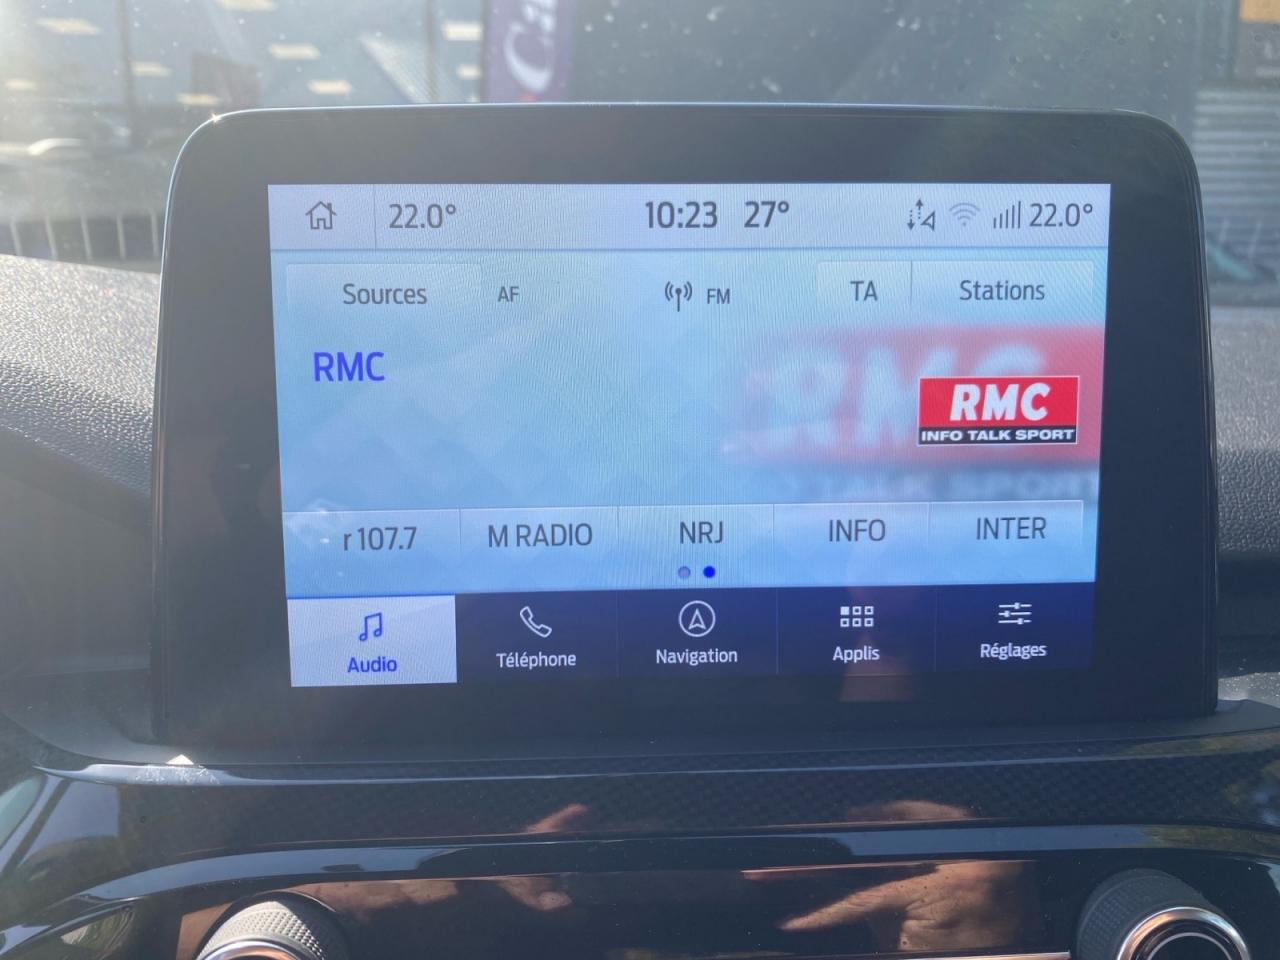 Ca
22.0° 10:23 27° 22.0°
Sources AF FM TA Stations
RMC
RMC
INFO TALK SPORT
r 107.7 M RADIO NRJ INFO INTER
Audio Téléphone Navigation Applis Réglages